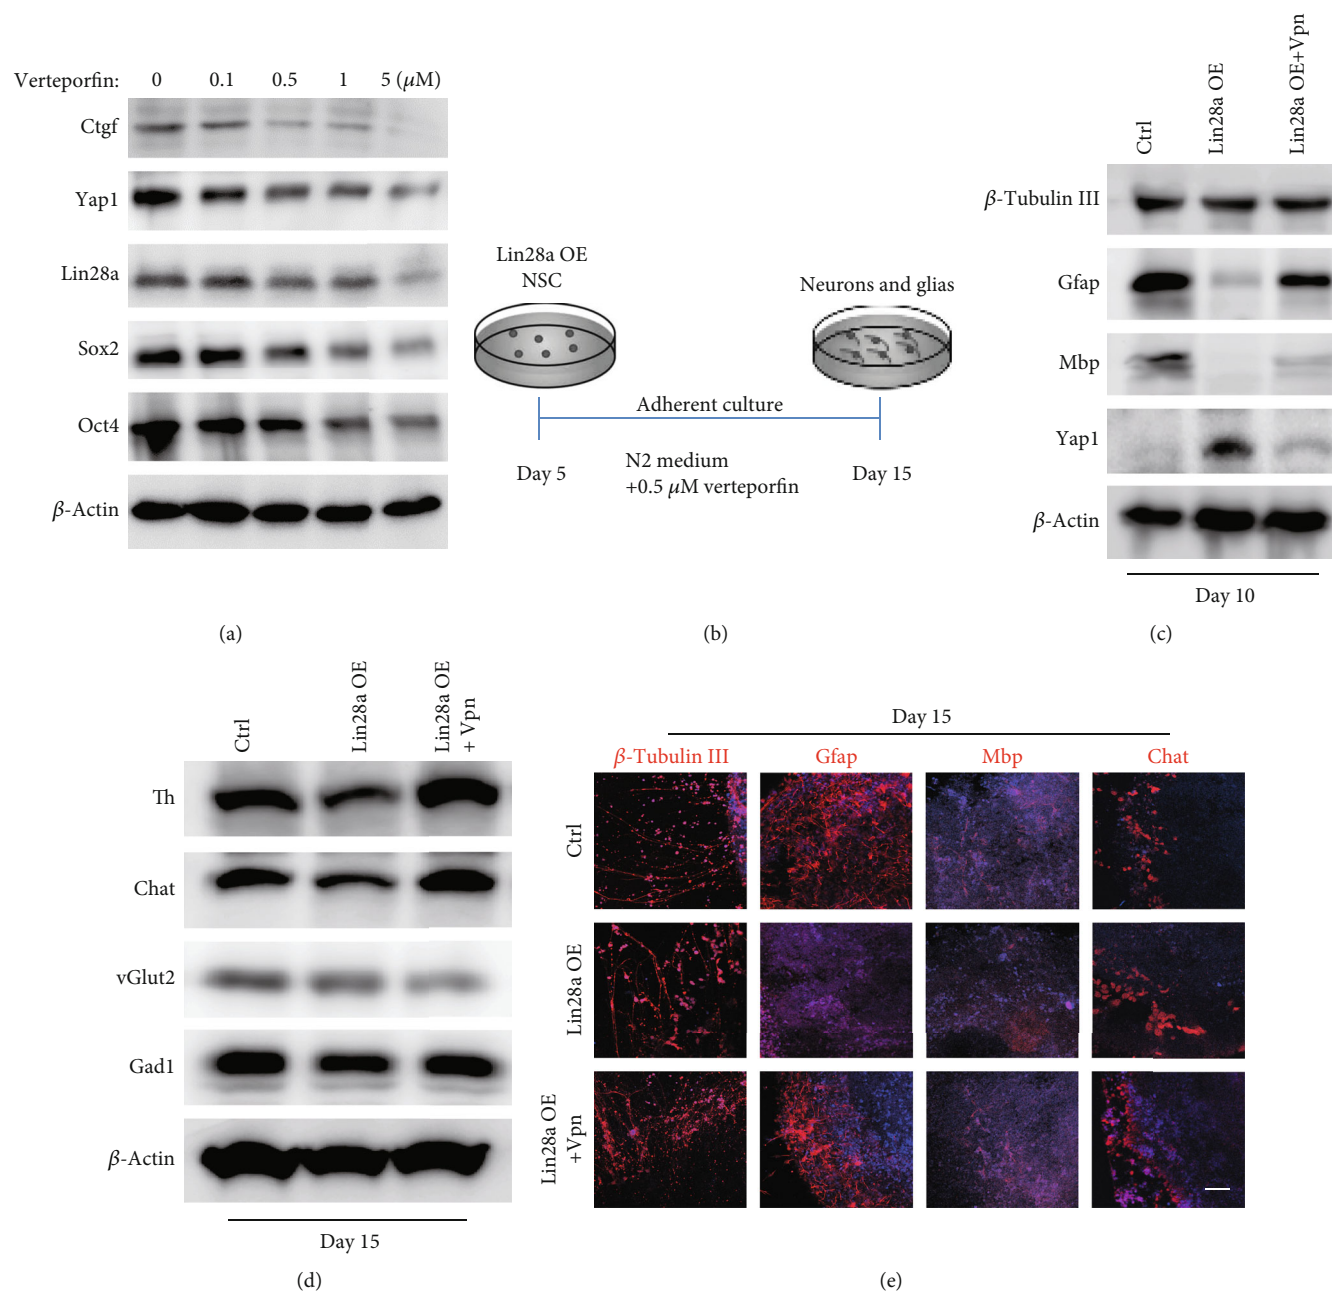 Verteporfin: 0 0.1 0.5 1 5 (μM)
Ctgf
Yap1
Lin28a
Sox2
Oct4
β-Actin
(a)
Lin28a OE
NSC
Neurons and glias
Adherent culture
Day 5
N2 medium
+0.5 μM verteporfin
Day 15
(b)
Ctrl
Lin28a OE
Lin28a OE+Vpn
β-Tubulin III
Gfap
Mbp
Yap1
β-Actin
Day 10
(c)
Ctrl
Lin28a OE
Lin28a OE
+ Vpn
Th
Chat
vGlut2
Gad1
β-Actin
Day 15
(d)
Day 15
β-Tubulin III Gfap Mbp Chat
Ctrl
Lin28a OE
Lin28a OE
+Vpn
(e)